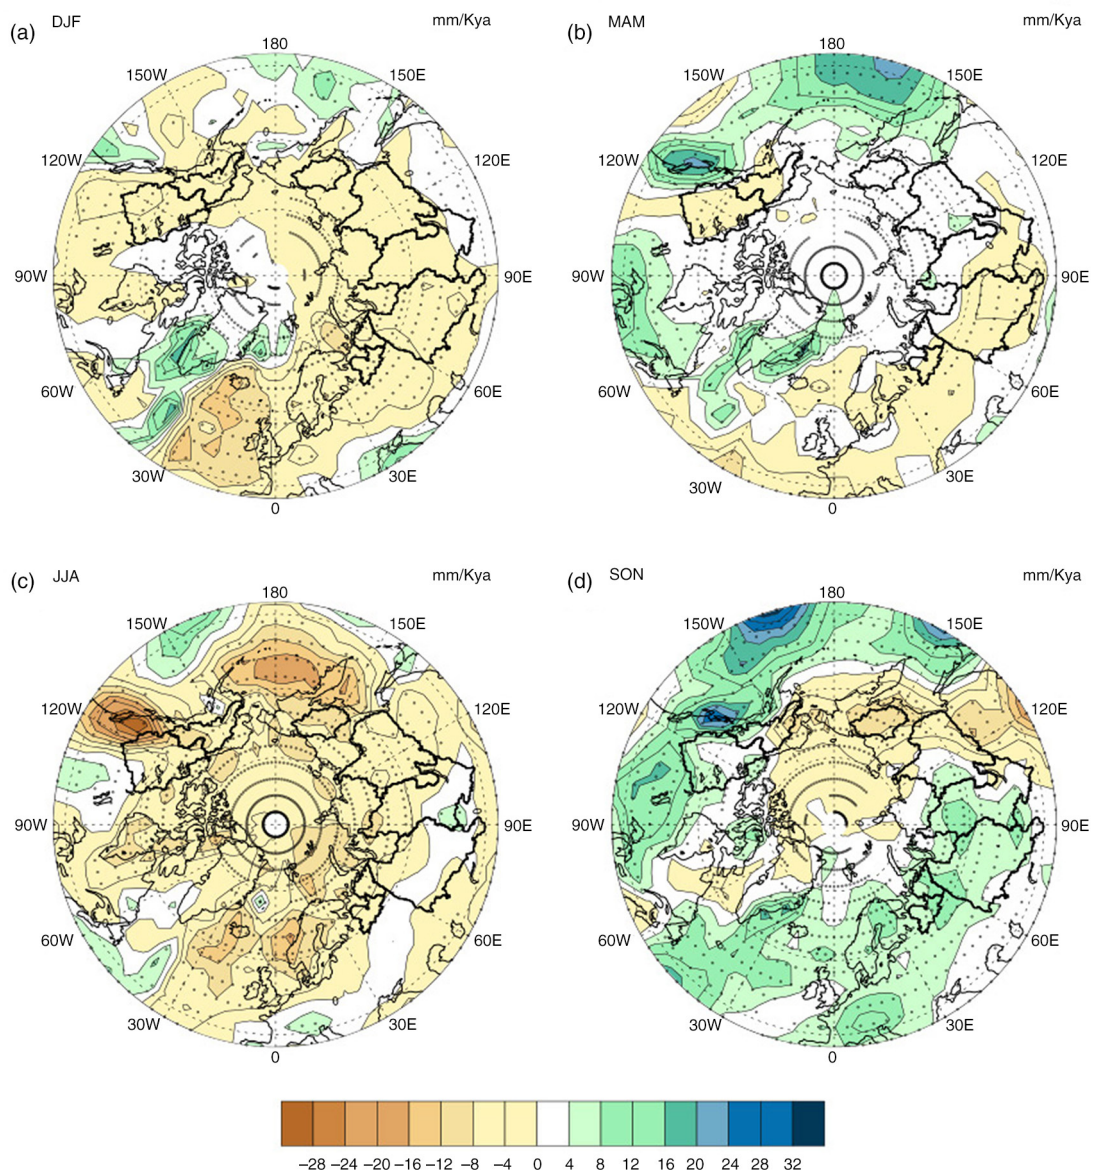 (a) DJF mm/Kya
180
150W 150E
120W 120E
90W 90E
60W 60E
30W 30E
0
(b) MAM mm/Kya
180
150W 150E
120W 120E
90W 90E
60W 60E
30W 30E
0
(c) JJA mm/Kya
180
150W 150E
120W 120E
90W 90E
60W 60E
30W 30E
0
(d) SON mm/Kya
180
150W 150E
120W 120E
90W 90E
60W 60E
30W 30E
0
−28 −24 −20 −16 −12 −8 −4 0 4 8 12 16 20 24 28 32